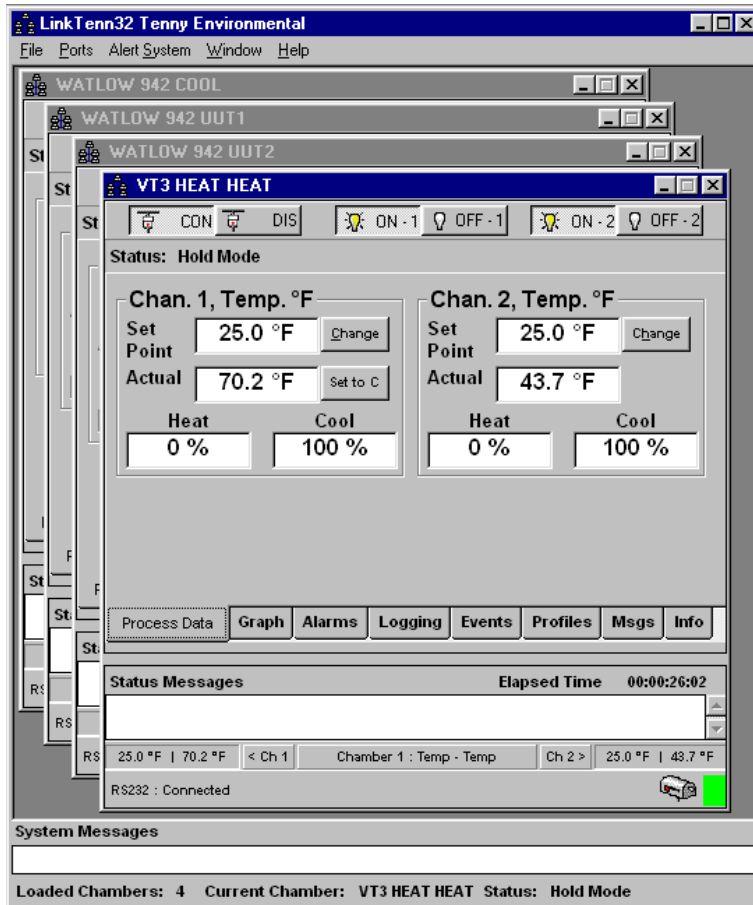 LinkTenn32 Tenny Environmental
File Ports Alert System Window Help
WATLOW 942 COOL
WATLOW 942 UUT1
WATLOW 942 UUT2
VT3 HEAT HEAT
CON DIS ON - 1 OFF - 1 ON - 2 OFF - 2
Status: Hold Mode
Chan. 1, Temp. °F
Set Point 25.0 °F Change
Actual 70.2 °F Set to C
Heat Cool
0 % 100 %
Chan. 2, Temp. °F
Set Point 25.0 °F Change
Actual 43.7 °F
Heat Cool
0 % 100 %
Process Data Graph Alarms Logging Events Profiles Msgs Info
Status Messages Elapsed Time 00:00:26:02
25.0 °F | 70.2 °F < Ch 1 Chamber 1 : Temp - Temp Ch 2 > 25.0 °F | 43.7 °F
RS232 : Connected
System Messages
Loaded Chambers: 4 Current Chamber: VT3 HEAT HEAT Status: Hold Mode